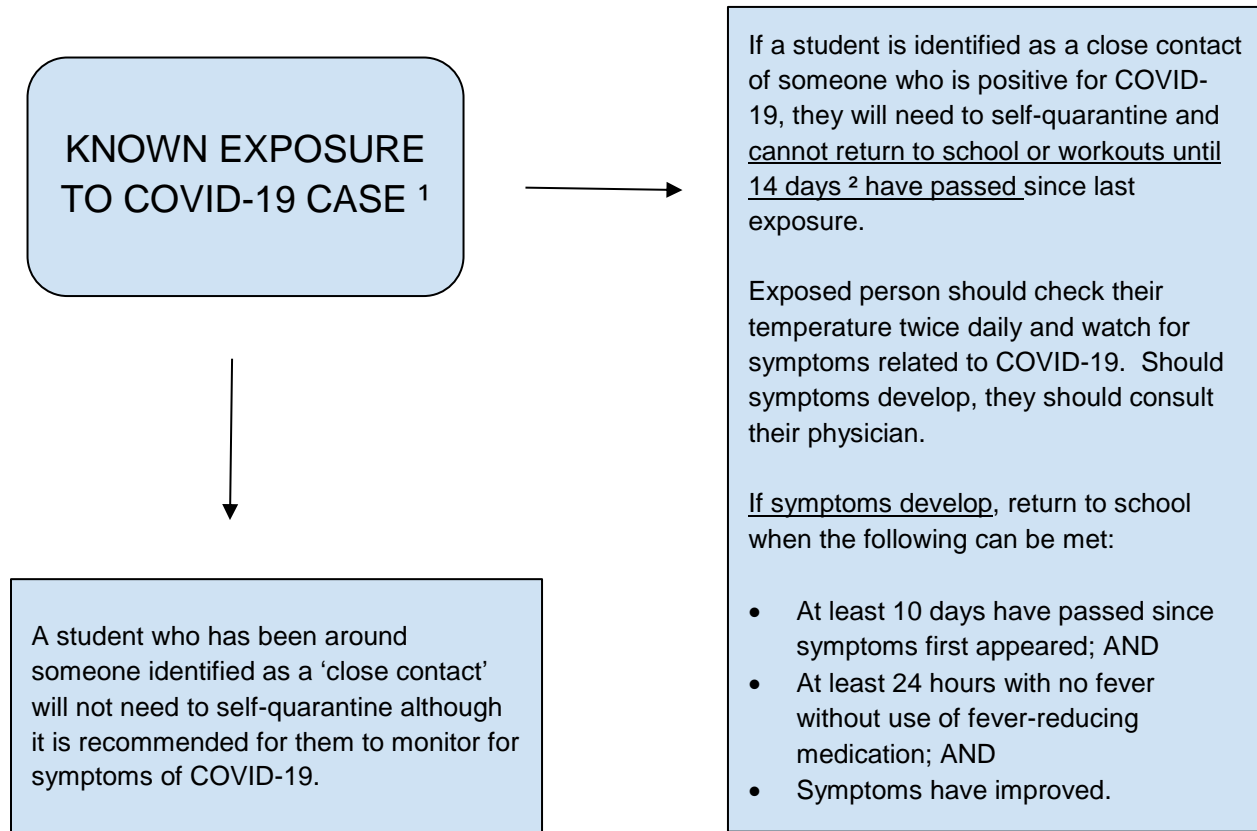 KNOWN EXPOSURE
TO COVID-19 CASE ¹
If a student is identified as a close contact
of someone who is positive for COVID-
19, they will need to self-quarantine and
cannot return to school or workouts until
14 days ² have passed since last
exposure.
Exposed person should check their
temperature twice daily and watch for
symptoms related to COVID-19.  Should
symptoms develop, they should consult
their physician.
If symptoms develop, return to school
when the following can be met:
• At least 10 days have passed since
symptoms first appeared; AND
• At least 24 hours with no fever
without use of fever-reducing
medication; AND
• Symptoms have improved.
A student who has been around
someone identified as a ‘close contact’
will not need to self-quarantine although
it is recommended for them to monitor for
symptoms of COVID-19.